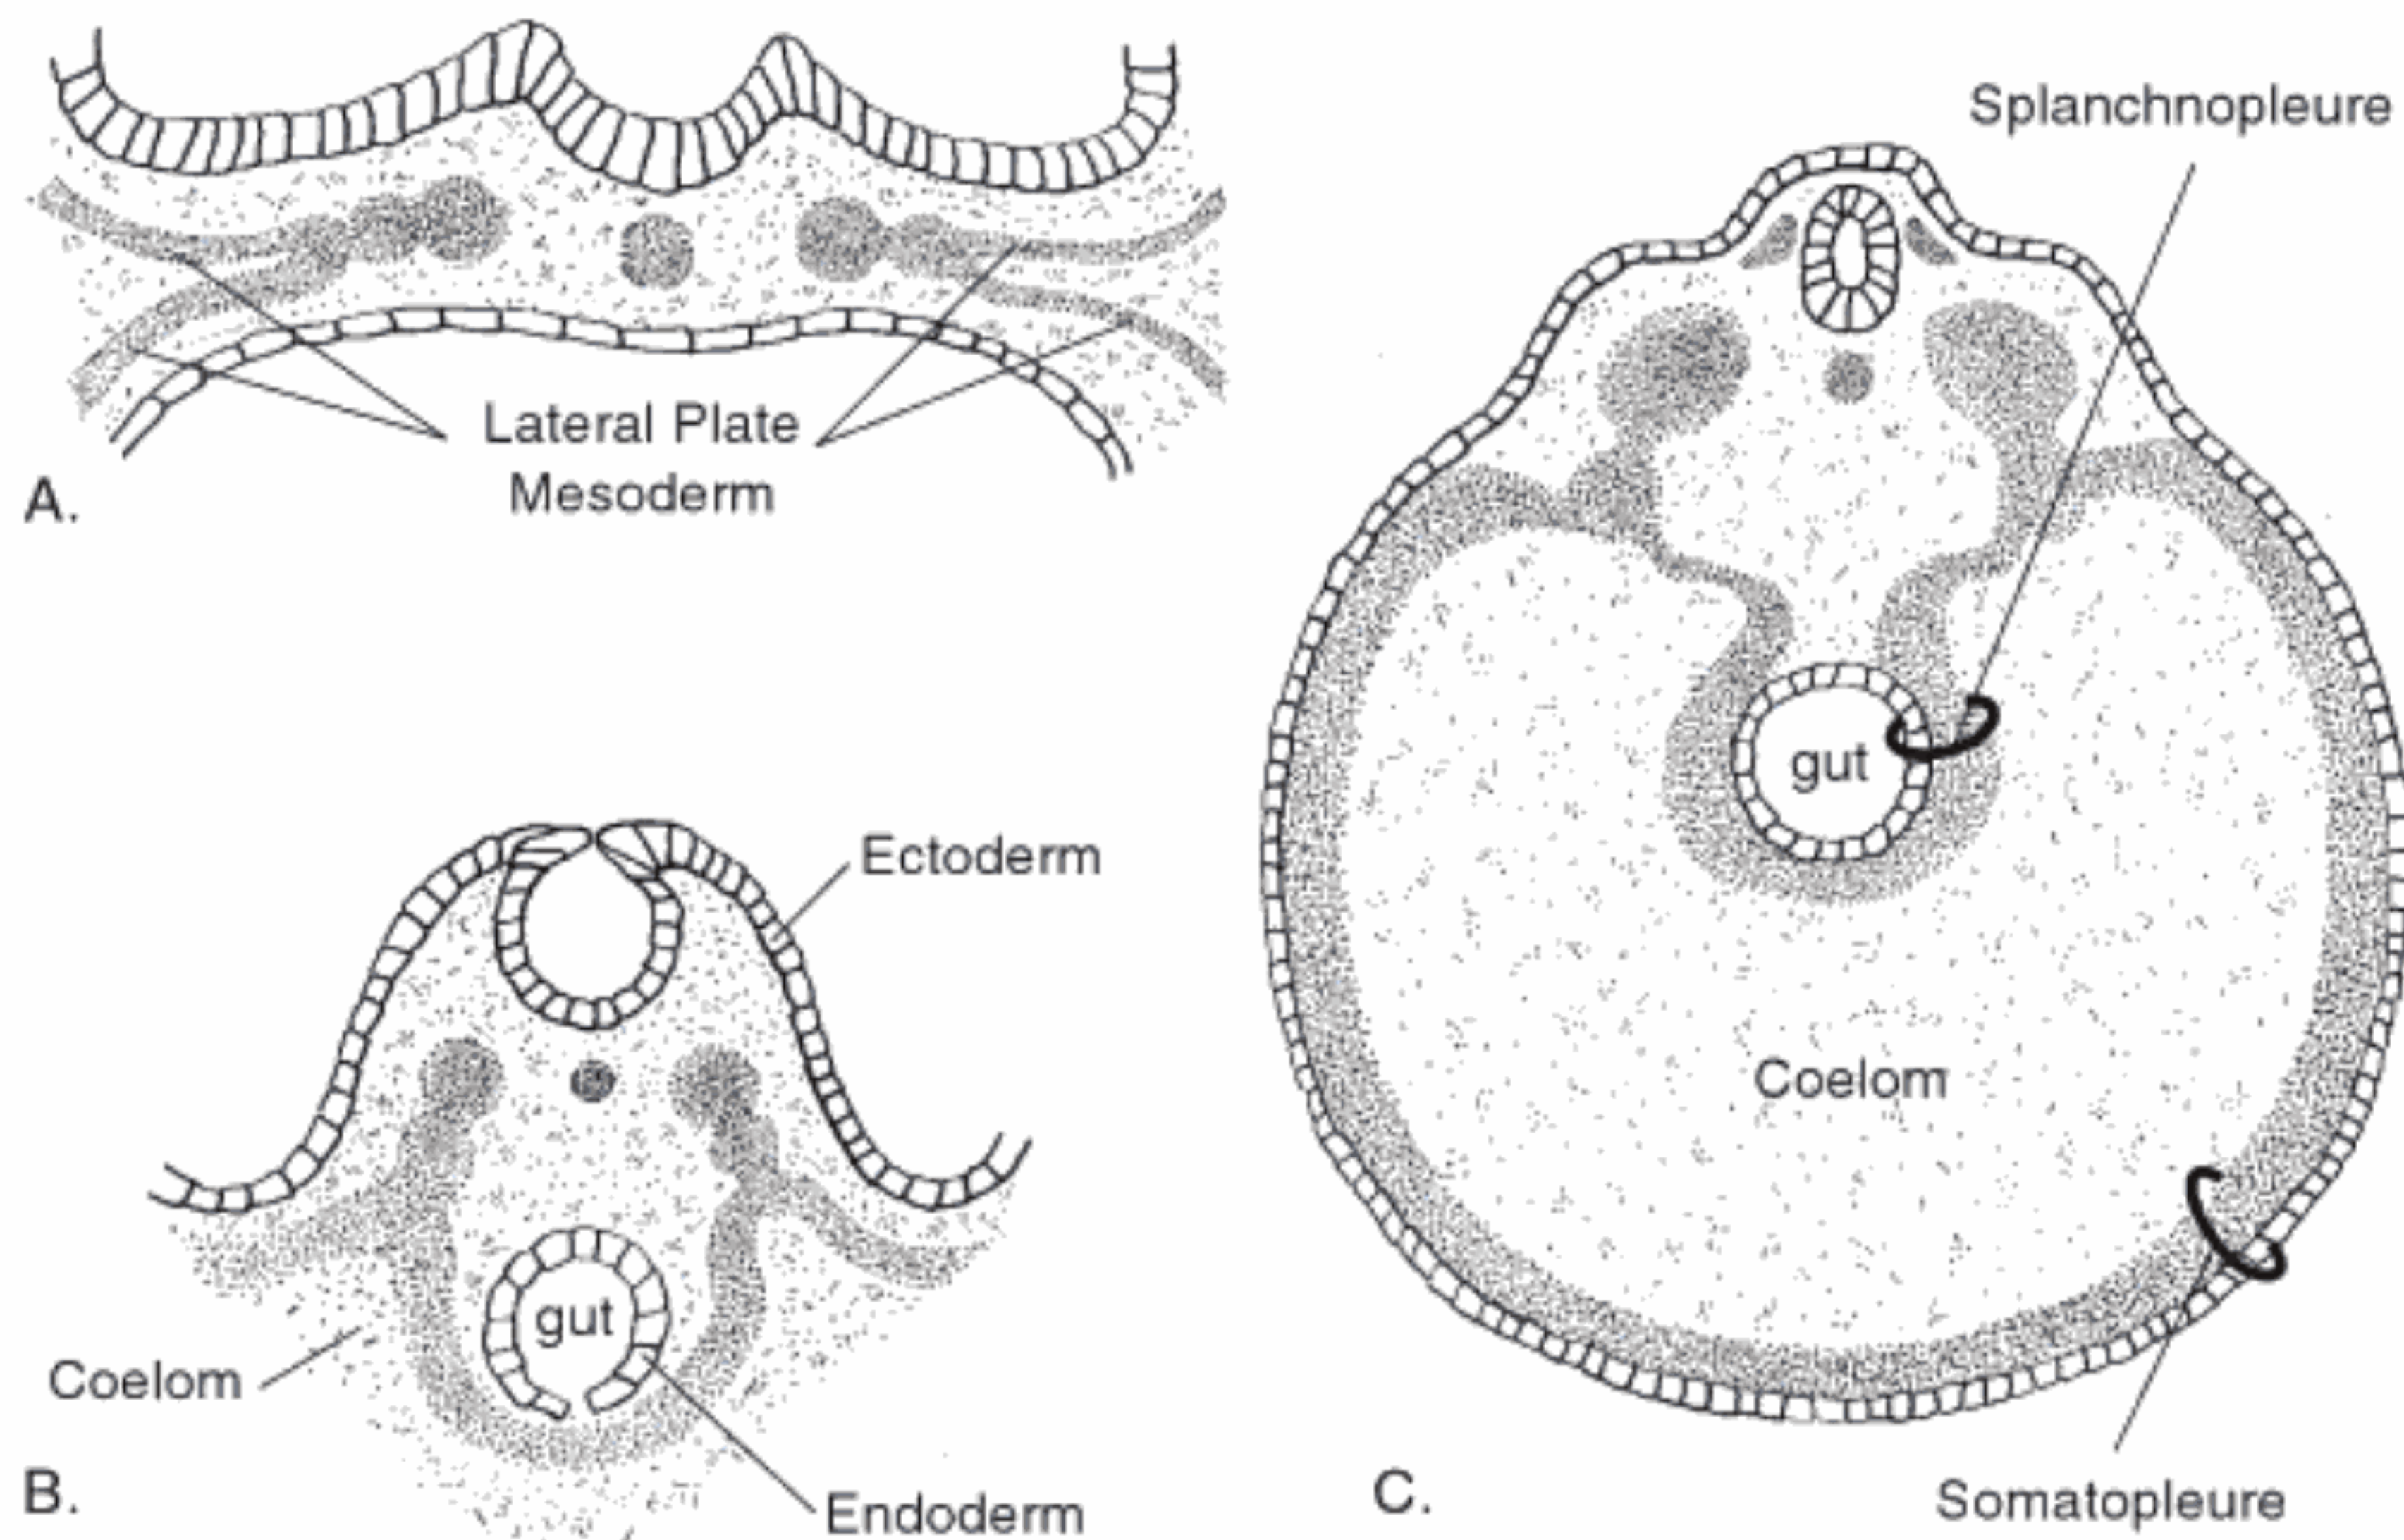 Splanchnopleure
Lateral Plate
Mesoderm
A.
gut
Ectoderm
Coelom
gut
Coelom
B.
Endoderm
C.
Somatopleure